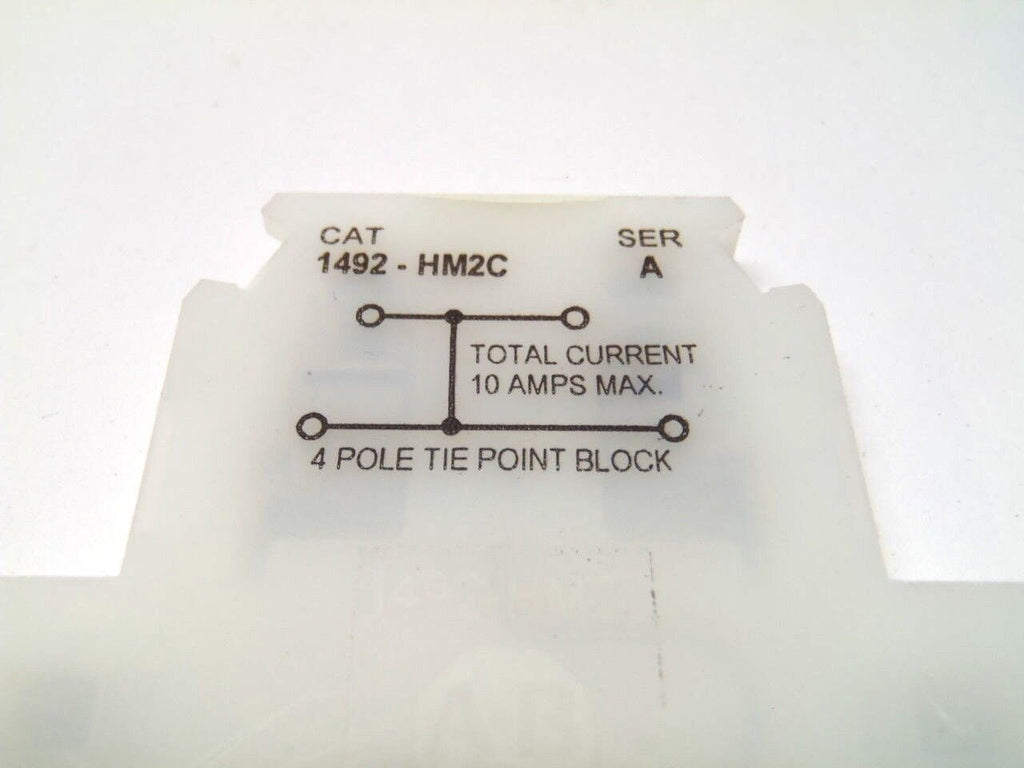 CAT SER
1492 - HM2C A
TOTAL CURRENT
10 AMPS MAX.
4 POLE TIE POINT BLOCK